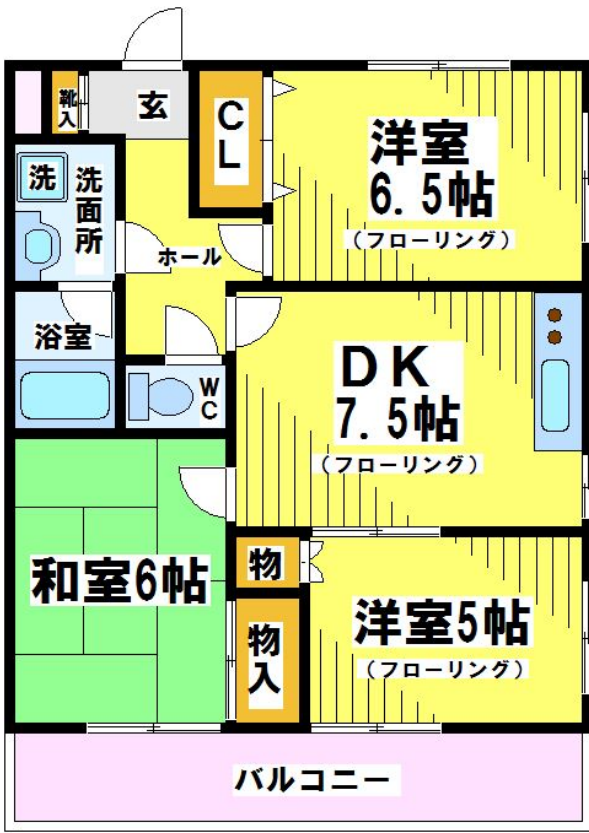 靴入
玄
CL
洋室
6.5帖
(フローリング)
洗
洗面所
ホール
浴室
WC
DK
7.5帖
(フローリング)
和室6帖
物
物入
洋室5帖
(フローリング)
バルコニー